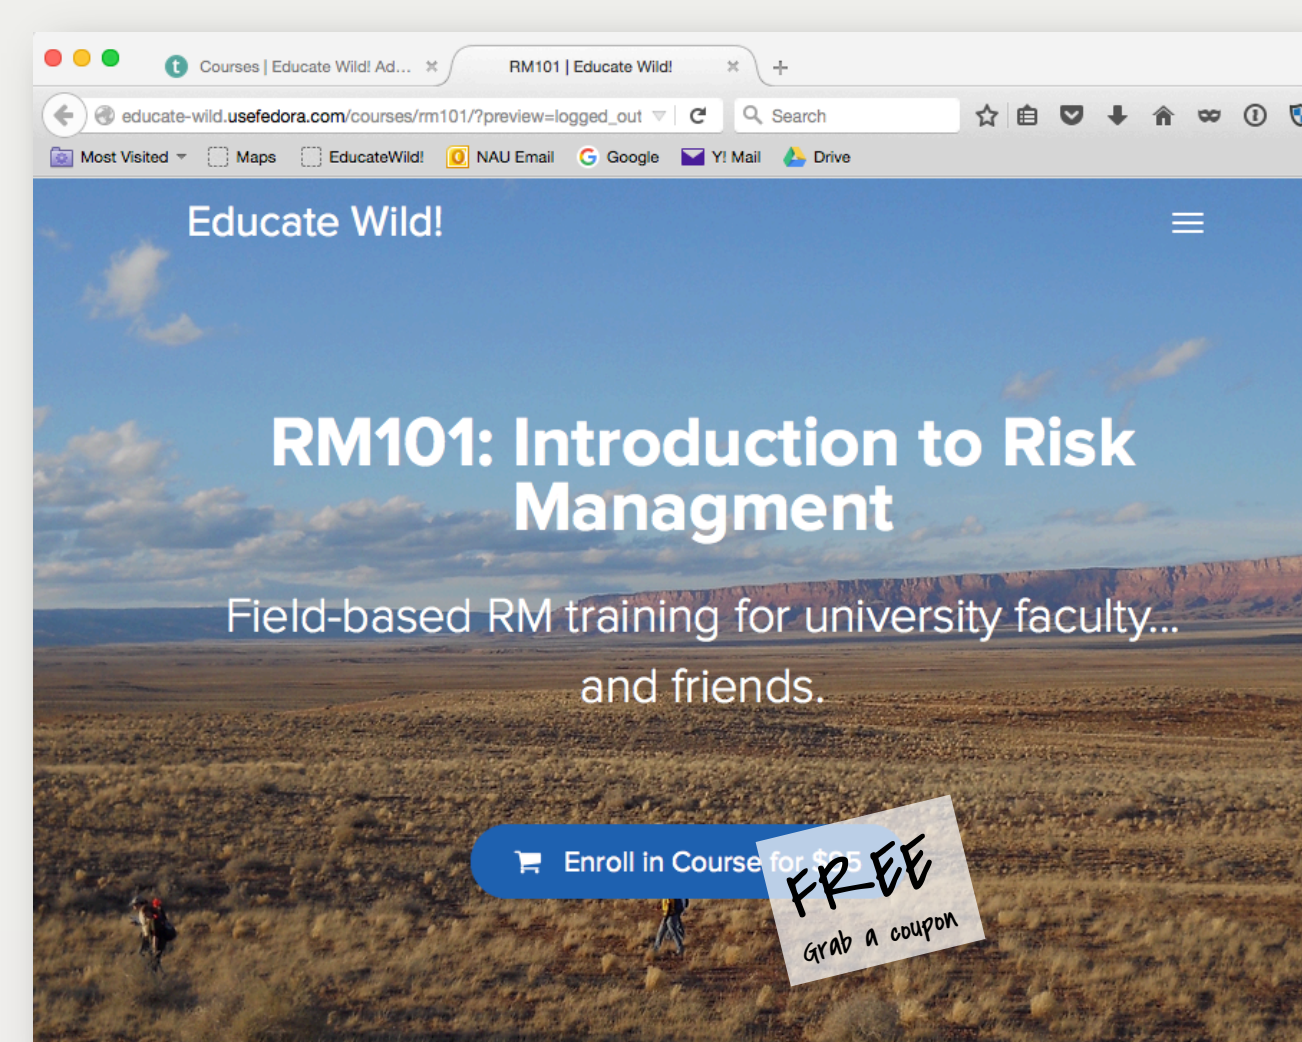 Courses | Educate Wild! Ad...
RM101 | Educate Wild!
educate-wild.usefedora.com/courses/rm101/?preview=logged_out
Search
Most Visited
Maps
EducateWild!
NAU Email
Google
Y! Mail
Drive
Educate Wild!
RM101: Introduction to Risk
Managment
Field-based RM training for university faculty...
and friends.
Enroll in Course for
FREE
Grab a coupon